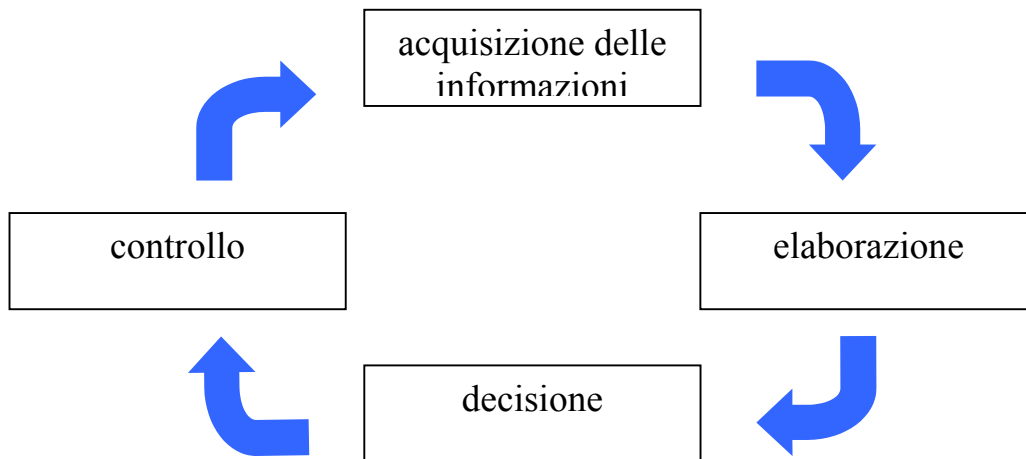 acquisizione delle
informazioni
controllo
elaborazione
decisione